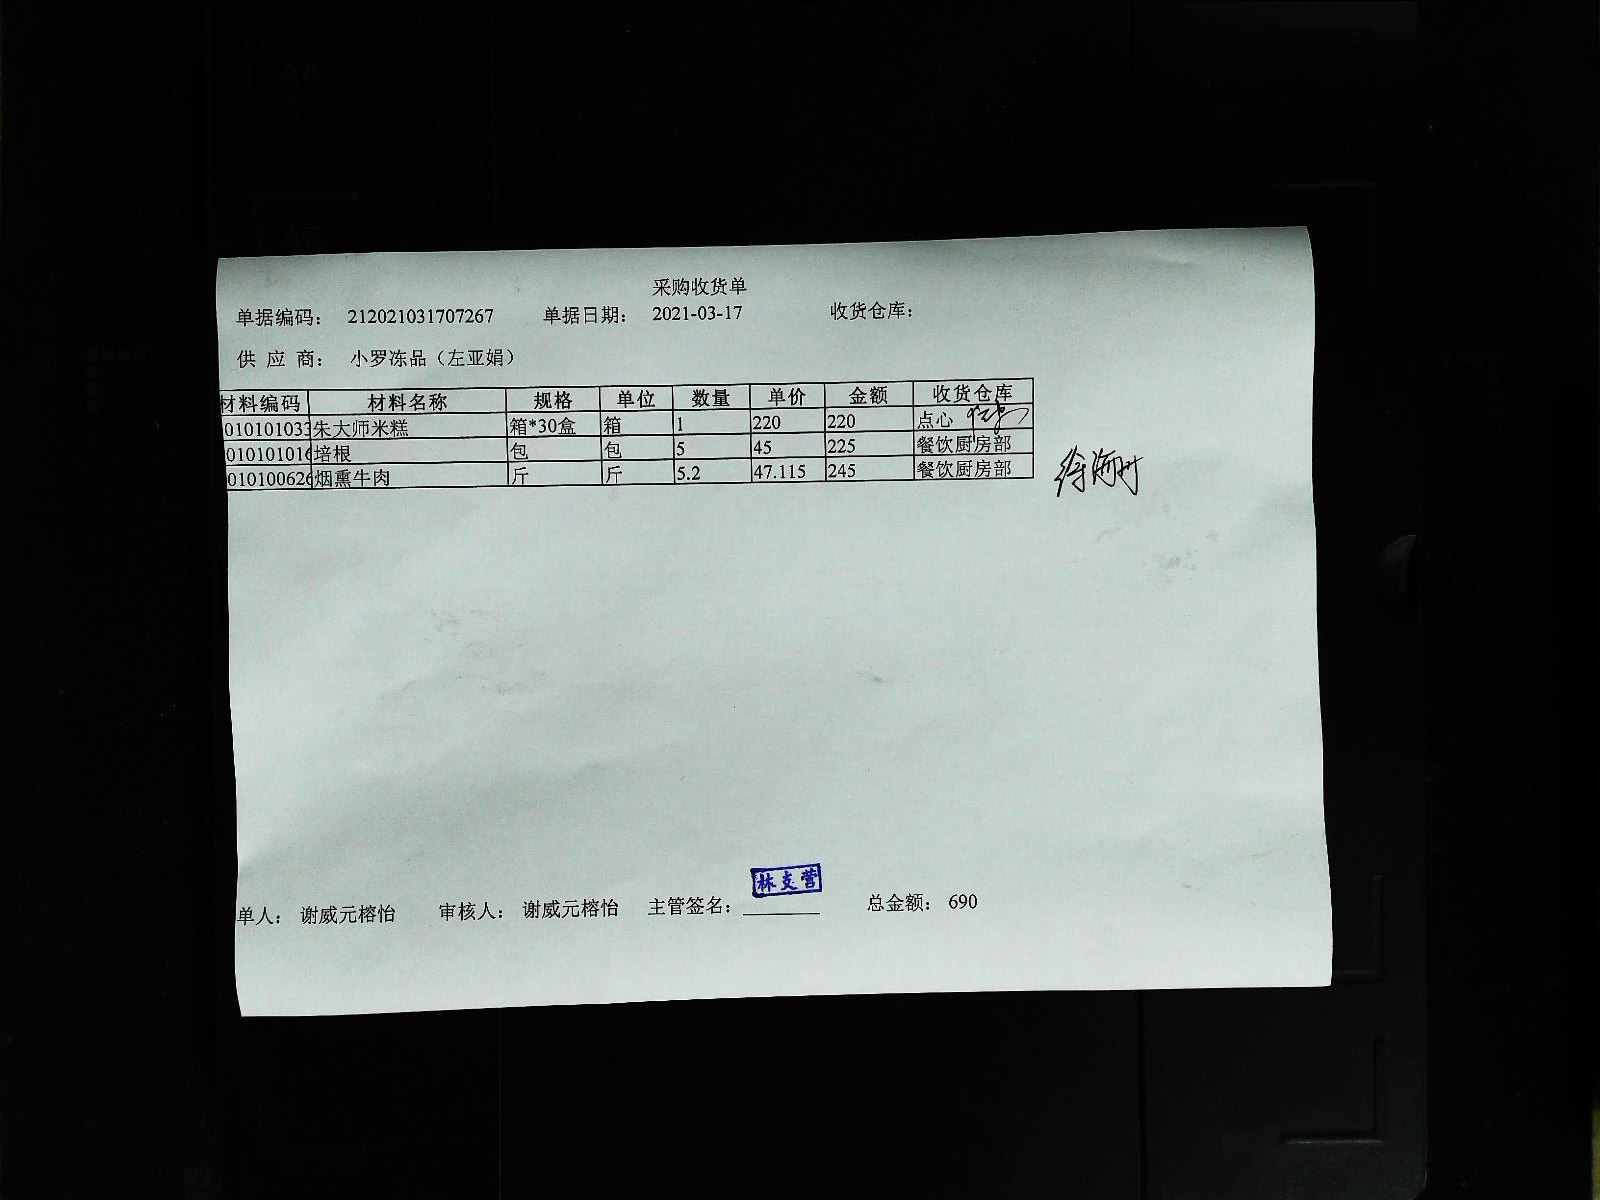 采购收货单
单据编码： 212021031707267 单据日期： 2021-03-17 收货仓库：
供 应 商： 小罗冻品（左亚娟）
材料编码 材料名称 规格 单位 数量 单价 金额 收货仓库
010101033 朱大师米糕 箱*30盒 箱 1 220 220 点心
010101016 培根 包 包 5 45 225 餐饮厨房部
01010062 烟熏牛肉 斤 斤 5.2 47.115 245 餐饮厨房部
徐海州
林支营
单人： 谢威元榕怡 审核人： 谢威元榕怡 主管签名： 总金额： 690